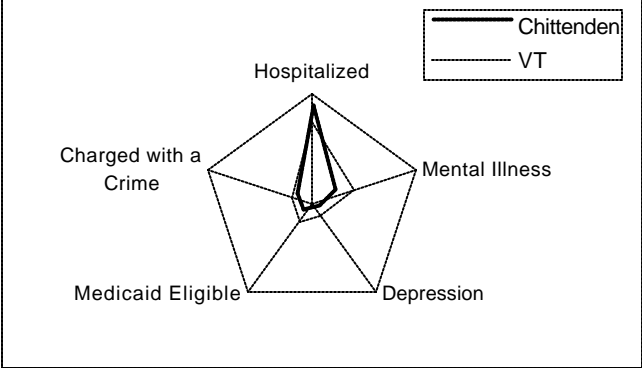 Chittenden
VT
Hospitalized
Charged with a
Crime
Mental Illness
Medicaid Eligible
Depression